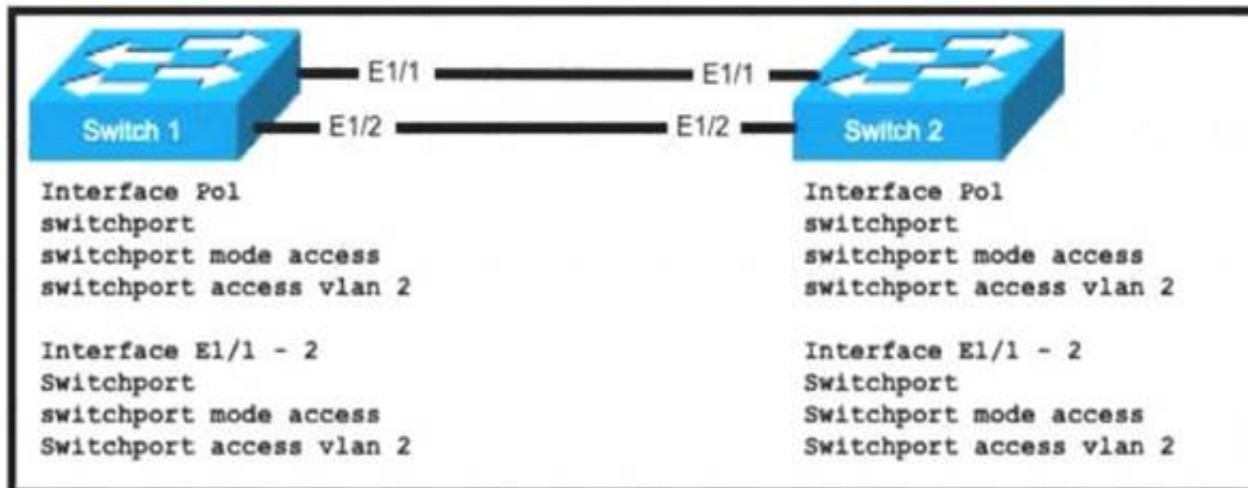 E1/1 E1/1
Switch 1 E1/2 E1/2 Switch 2
Interface Po1
switchport
switchport mode access
switchport access vlan 2
Interface E1/1 - 2
Switchport
switchport mode access
Switchport access vlan 2
Interface Po1
switchport
switchport mode access
switchport access vlan 2
Interface E1/1 - 2
Switchport
Switchport mode access
Switchport access vlan 2